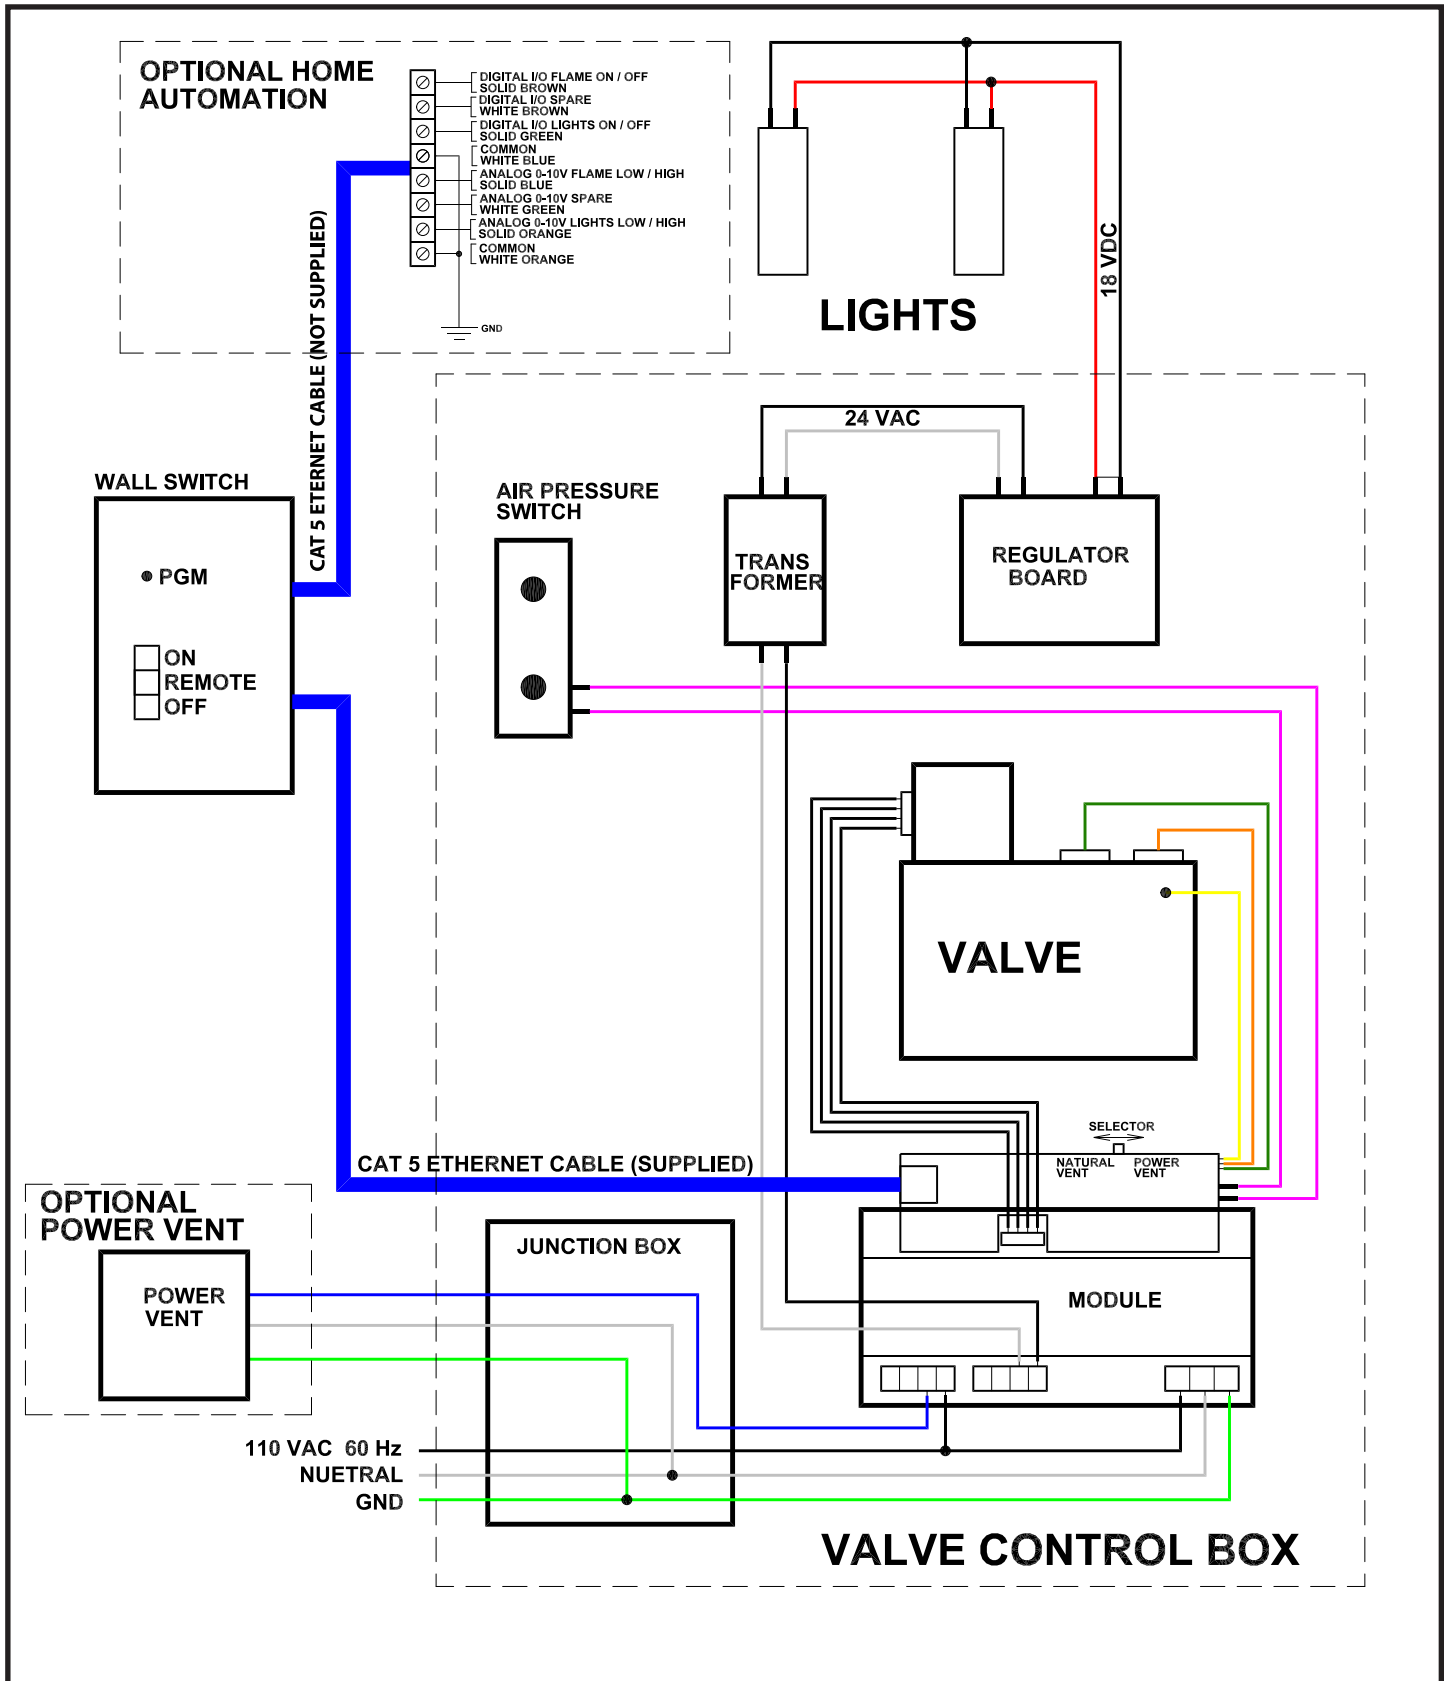 OPTIONAL HOME
AUTOMATION
DIGITAL I/O FLAME ON / OFF
SOLID BROWN
DIGITAL I/O SPARE
WHITE BROWN
DIGITAL I/O LIGHTS ON / OFF
SOLID GREEN
COMMON
WHITE BLUE
ANALOG 0-10V FLAME LOW / HIGH
SOLID BLUE
ANALOG 0-10V SPARE
WHITE GREEN
ANALOG 0-10V LIGHTS LOW / HIGH
SOLID ORANGE
COMMON
WHITE ORANGE
GND
CAT 5 ETERNET CABLE (NOT SUPPLIED)
LIGHTS
18 VDC
24 VAC
WALL SWITCH
PGM
ON
REMOTE
OFF
AIR PRESSURE
SWITCH
TRANS
FORMER
REGULATOR
BOARD
VALVE
SELECTOR
NATURAL
VENT
POWER
VENT
CAT 5 ETHERNET CABLE (SUPPLIED)
OPTIONAL
POWER VENT
POWER
VENT
JUNCTION BOX
MODULE
110 VAC 60 Hz
NUETRAL
GND
VALVE CONTROL BOX